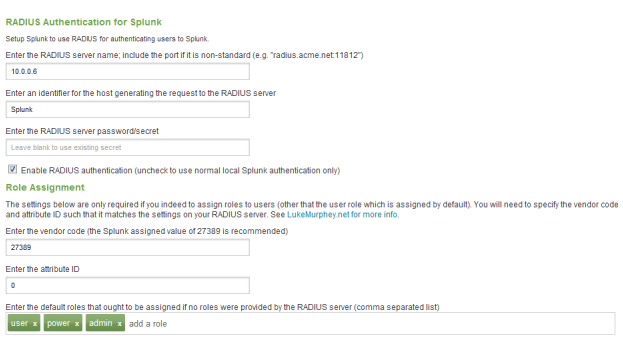 RADIUS Authentication for Splunk
Setup Splunk to use RADIUS for authenticating users to Splunk.
Enter the RADIUS server name; include the port if it is non-standard (e.g. "radius.acme.net:11812")
10.0.0.6
Enter an identifier for the host generating the request to the RADIUS server
Splunk
Enter the RADIUS server password/secret
Leave blank to use existing secret
Enable RADIUS authentication (uncheck to use normal local Splunk authentication only)
Role Assignment
The settings below are only required if you indeed to assign roles to users (other that the user role which is assigned by default). You will need to specify the vendor code
and attribute ID such that it matches the settings on your RADIUS server. See LukeMurphey.net for more info.
Enter the vendor code (the Splunk assigned value of 27389 is recommended)
27389
Enter the attribute ID
0
Enter the default roles that ought to be assigned if no roles were provided by the RADIUS server (comma separated list)
user x power x admin x add a role